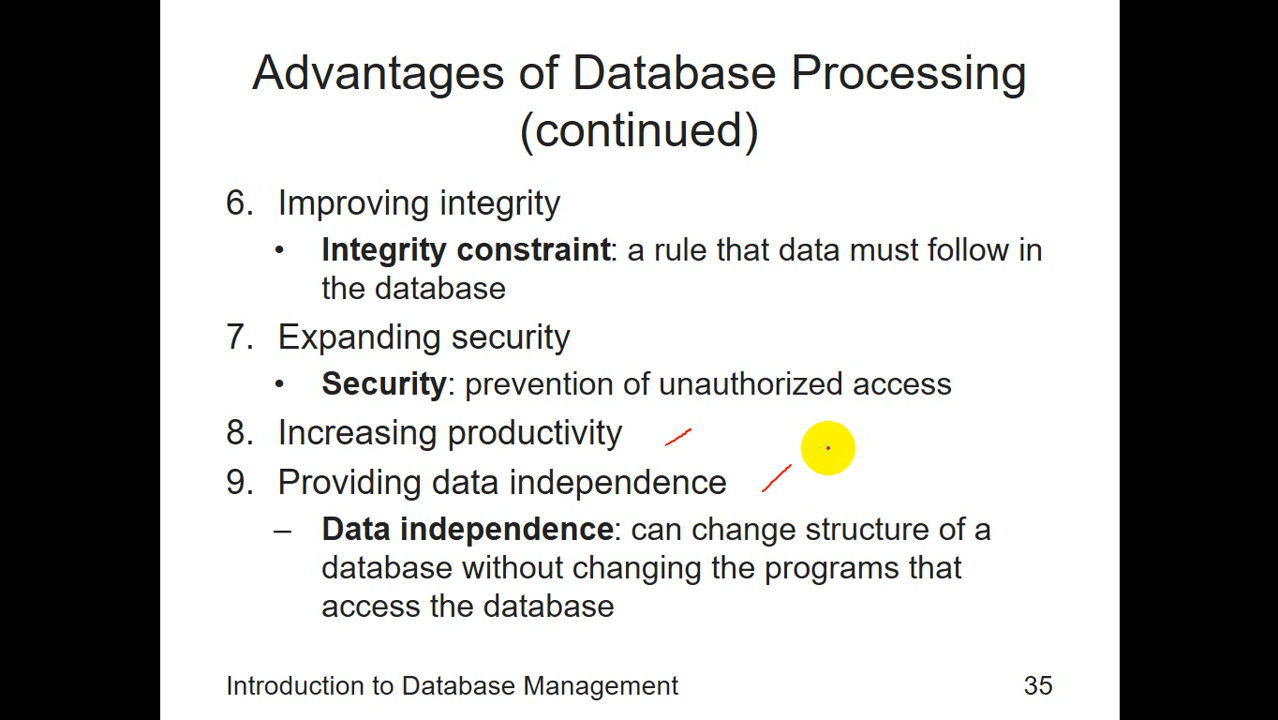 Advantages of Database Processing
(continued)
6. Improving integrity
• Integrity constraint: a rule that data must follow in
the database
7. Expanding security
• Security: prevention of unauthorized access
8. Increasing productivity
9. Providing data independence
– Data independence: can change structure of a
database without changing the programs that
access the database
Introduction to Database Management 35